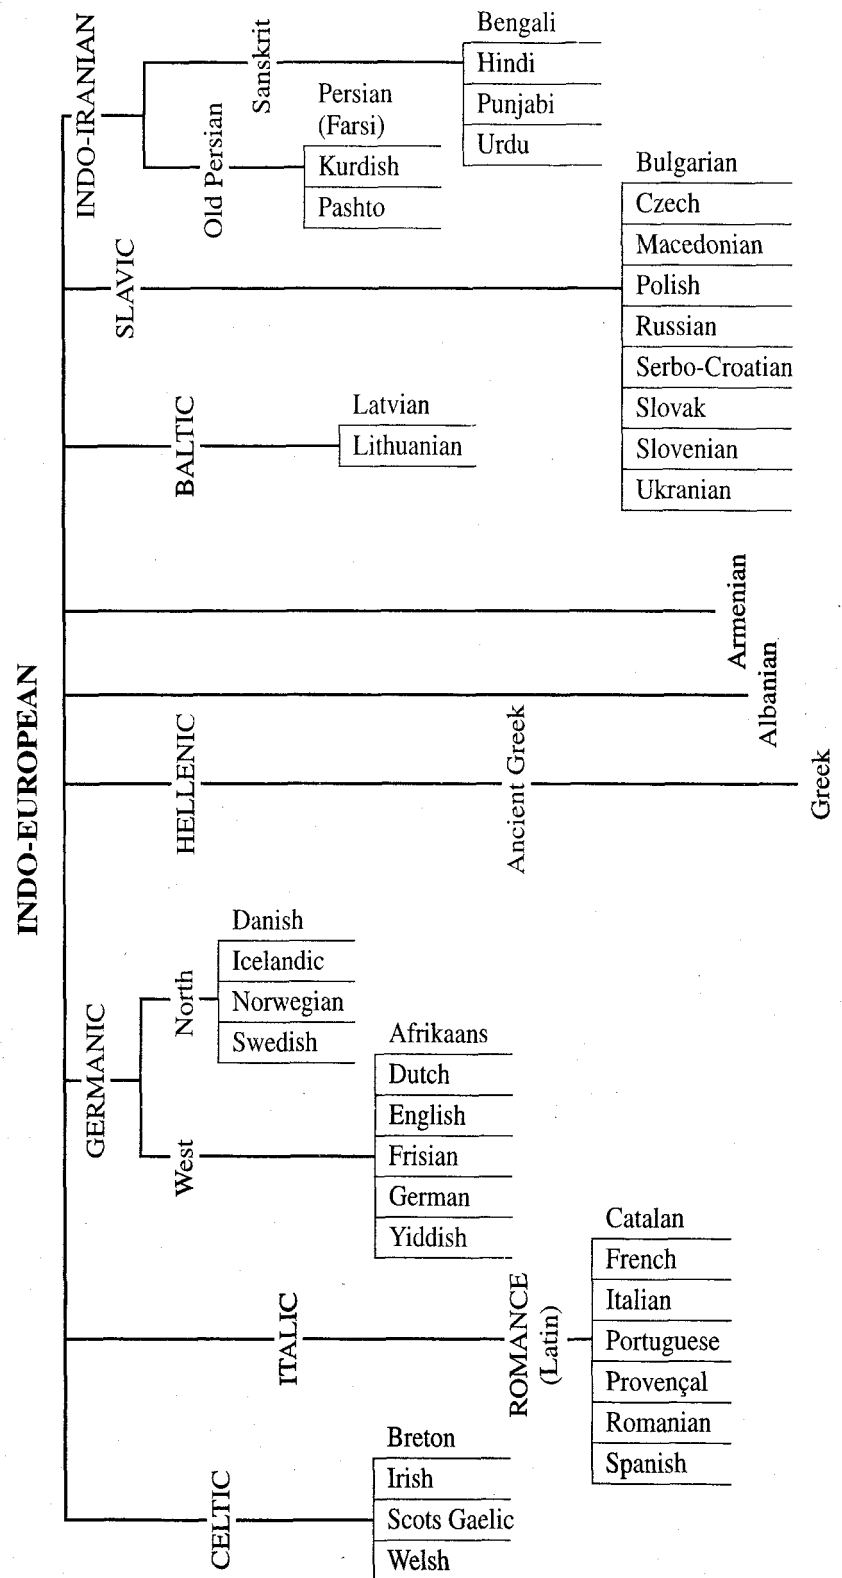 INDO-EUROPEAN
INDO-IRANIAN
Sanskrit
Bengali
Hindi
Punjabi
Urdu
Old Persian
Persian
(Farsi)
Kurdish
Pashto
SLAVIC
Bulgarian
Czech
Macedonian
Polish
Russian
Serbo-Croatian
Slovak
Slovenian
Ukranian
BALTIC
Latvian
Lithuanian
Armenian
Albanian
HELLENIC
Ancient Greek
Greek
GERMANIC
North
Danish
Icelandic
Norwegian
Swedish
West
Afrikaans
Dutch
English
Frisian
German
Yiddish
ITALIC
ROMANCE
(Latin)
Catalan
French
Italian
Portuguese
Provençal
Romanian
Spanish
CELTIC
Breton
Irish
Scots Gaelic
Welsh